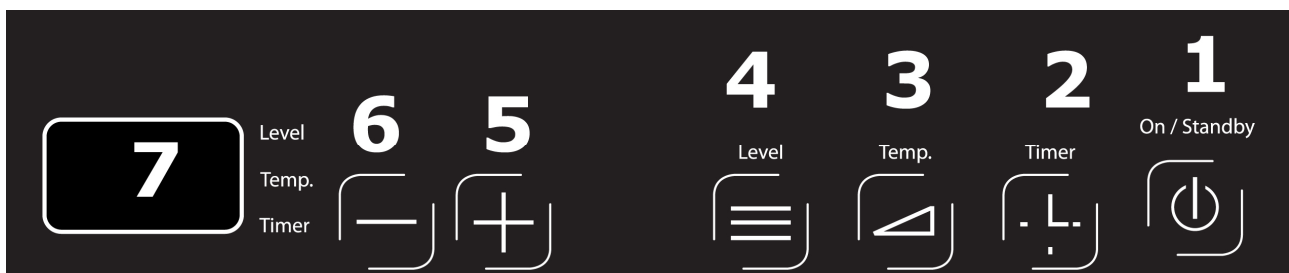 1
2
3
4
On / Standby
5
6
Level
7
Level
Temp.
Timer
Temp.
Timer